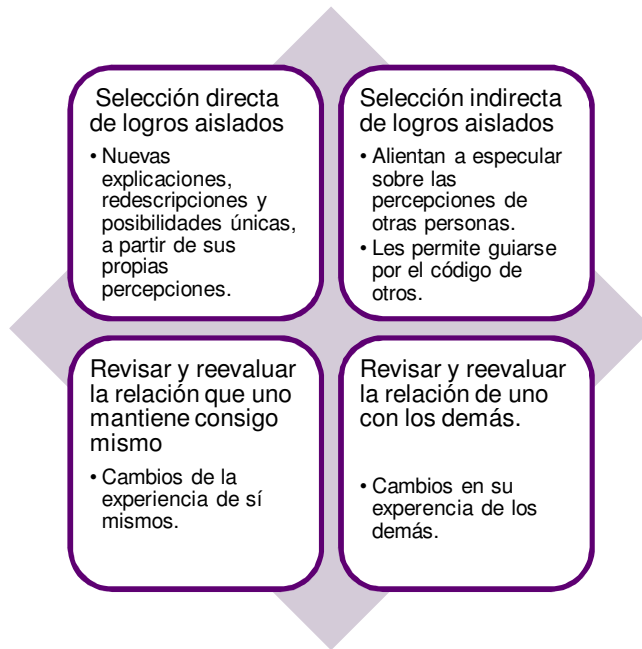 Selección directa
de logros aislados
• Nuevas
explicaciones,
redescripciones y
posibilidades únicas,
a partir de sus
propias
percepciones.
Selección indirecta
de logros aislados
• Alientan a especular
sobre las
percepciones de
otras personas.
• Les permite guiarse
por el código de
otros.
Revisar y reevaluar
la relación que uno
mantiene consigo
mismo
• Cambios de la
experiencia de sí
mismos.
Revisar y reevaluar
la relación de uno
con los demás.
• Cambios en su
experencia de los
demás.